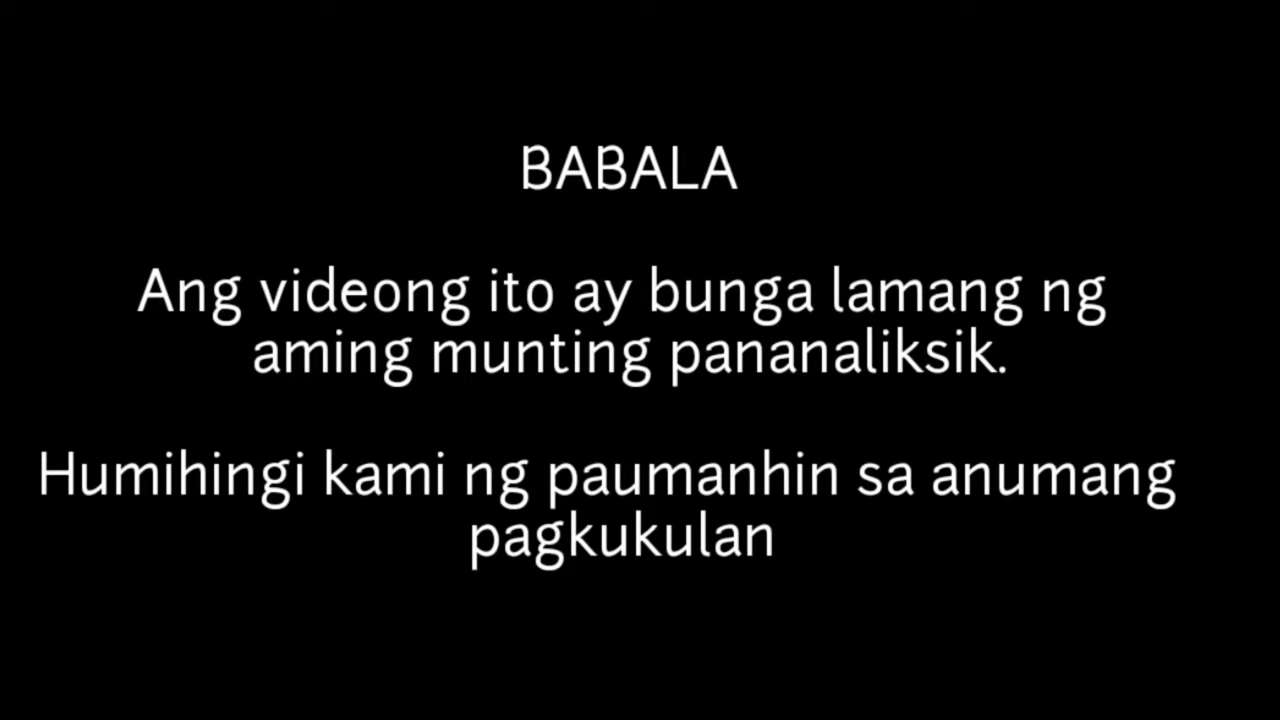 BABALA
Ang videong ito ay bunga lamang ng
aming munting pananaliksik.
Humihingi kami ng paumanhin sa anumang
pagkukulan